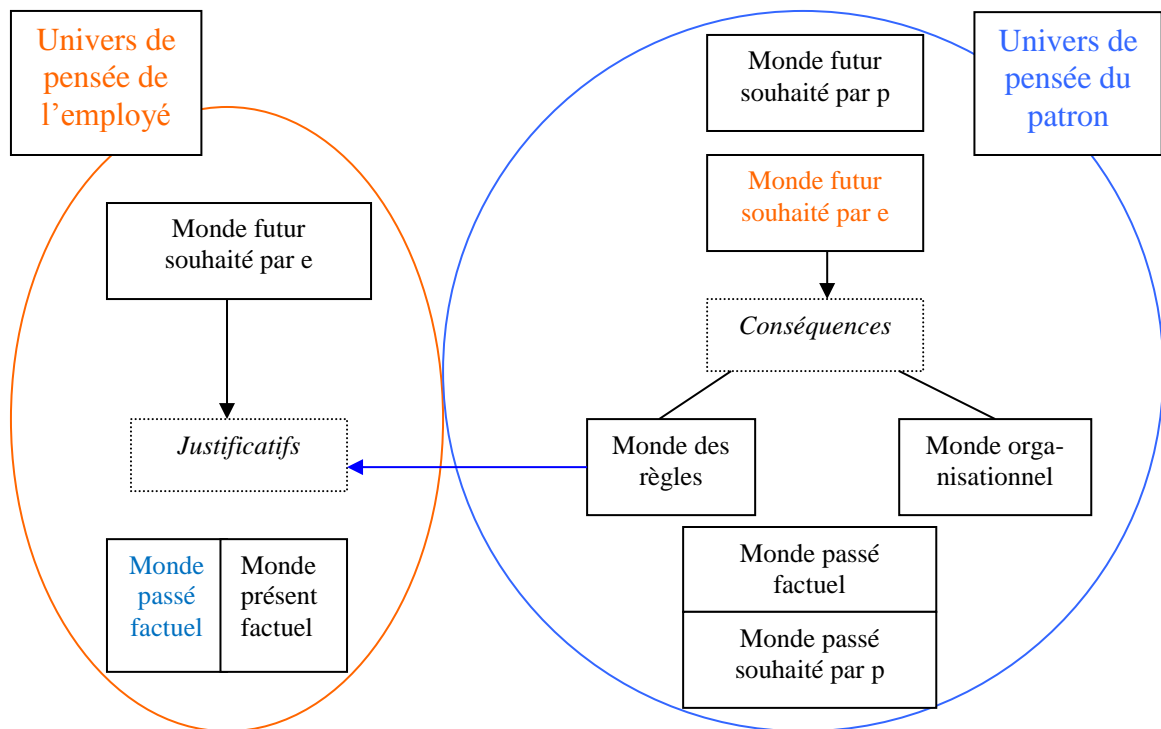 Univers de
pensée de
l’employé
Monde futur
souhaité par e
Justificatifs
Monde
passé
factuel
Monde
présent
factuel
Univers de
pensée du
patron
Monde futur
souhaité par p
Monde futur
souhaité par e
Conséquences
Monde des
règles
Monde orga-
nisationnel
Monde passé
factuel
Monde passé
souhaité par p